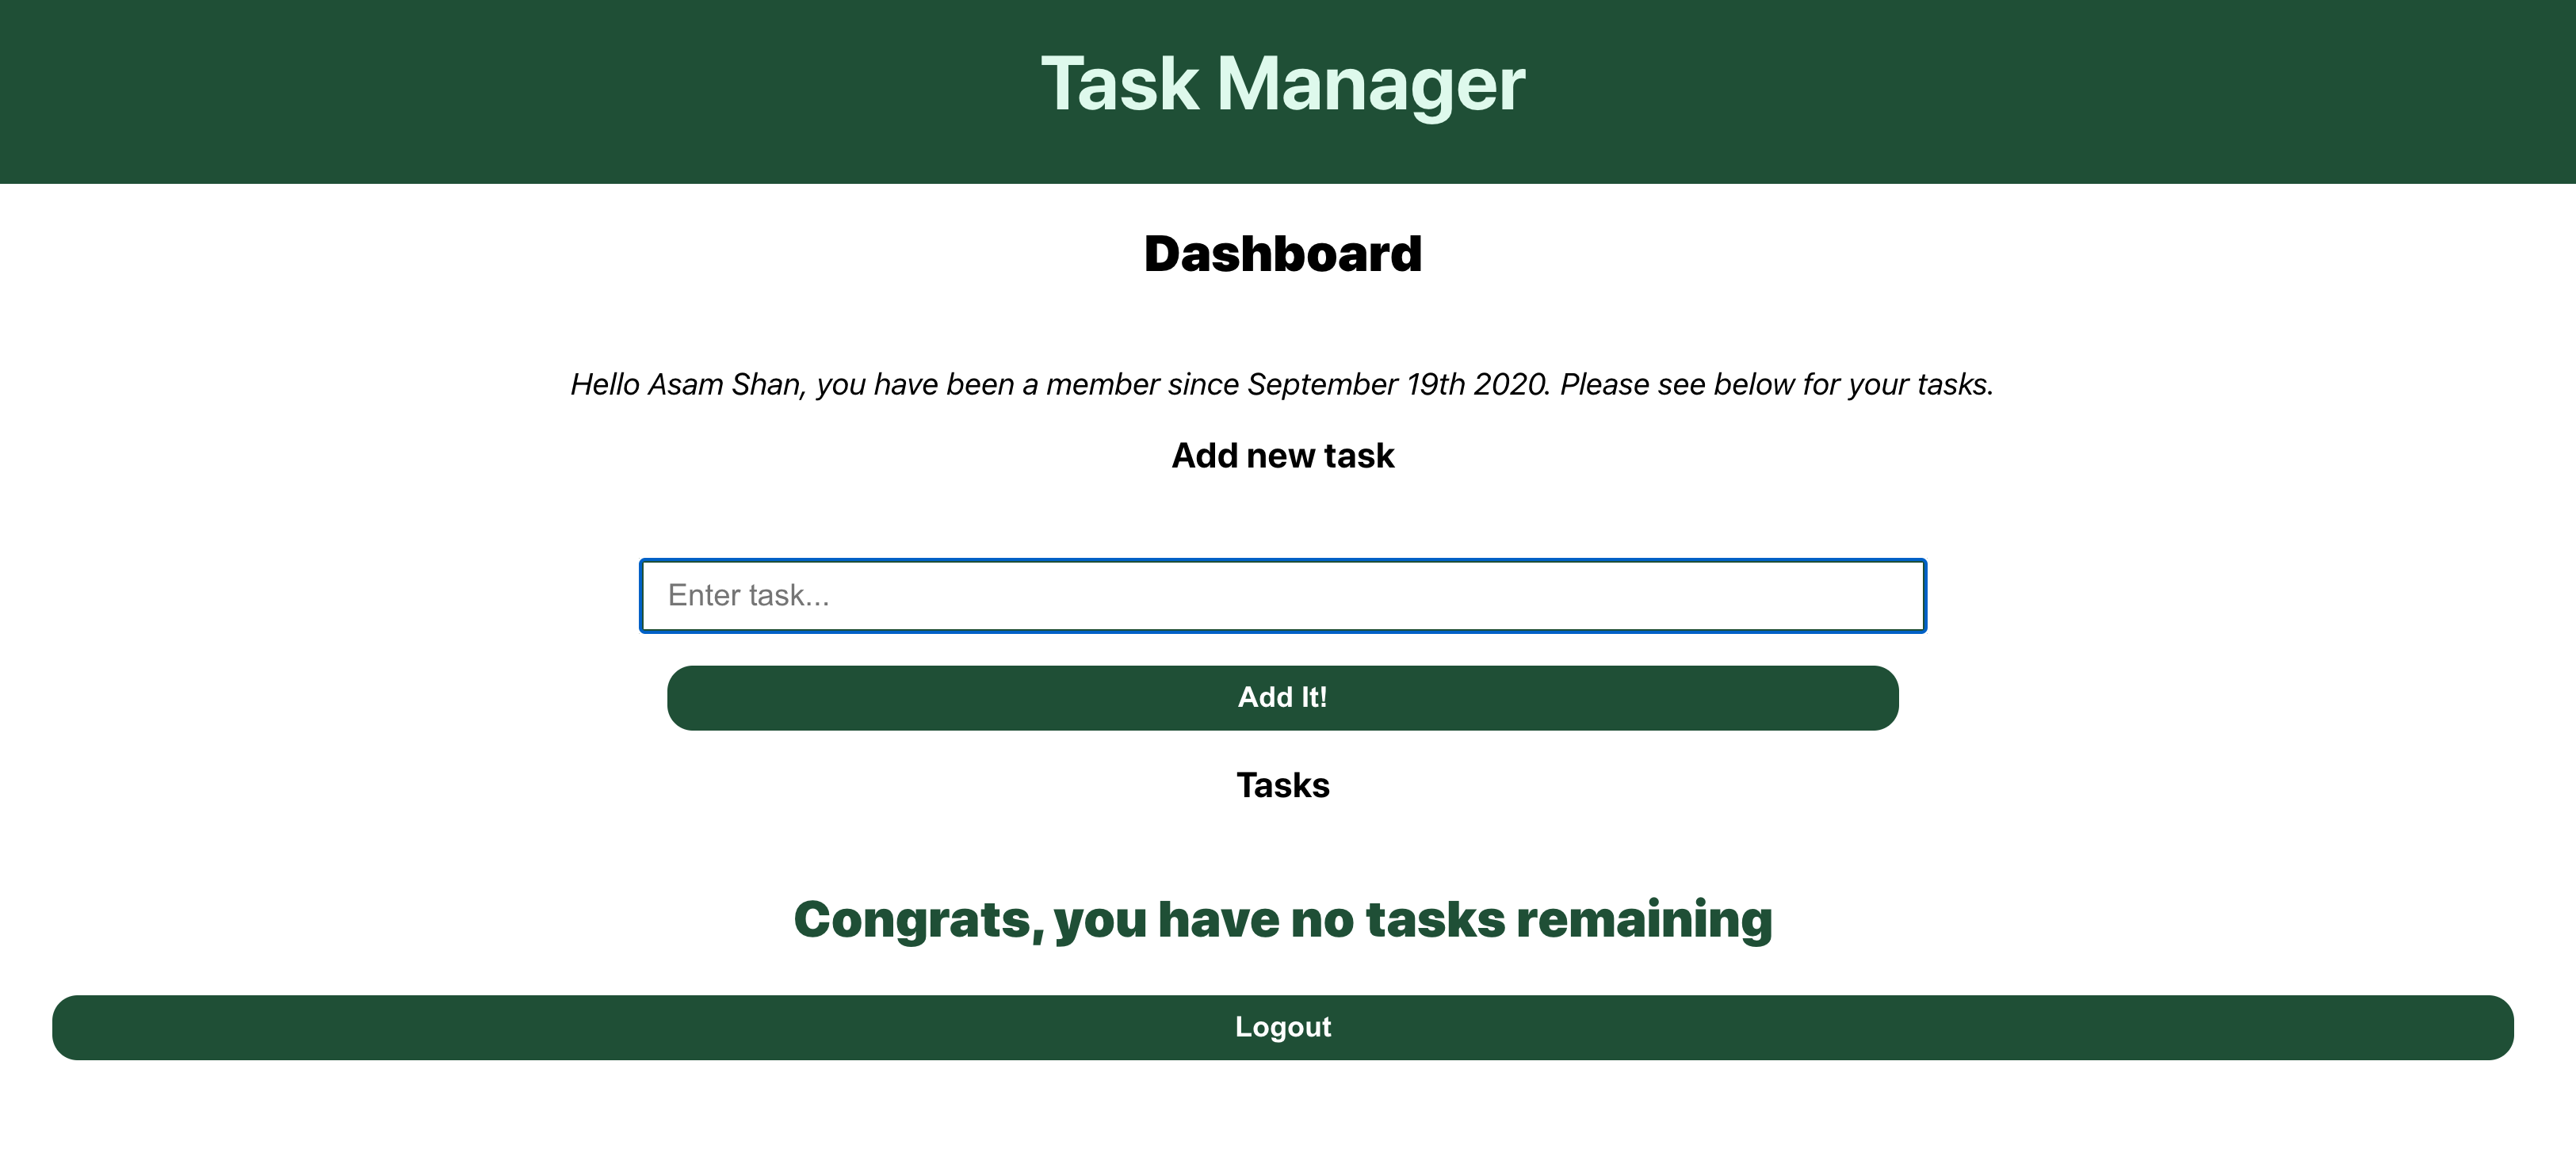 Task Manager
Dashboard
Hello Asam Shan, you have been a member since September 19th 2020. Please see below for your tasks.
Add new task
Enter task...
Add It!
Tasks
Congrats, you have no tasks remaining
Logout